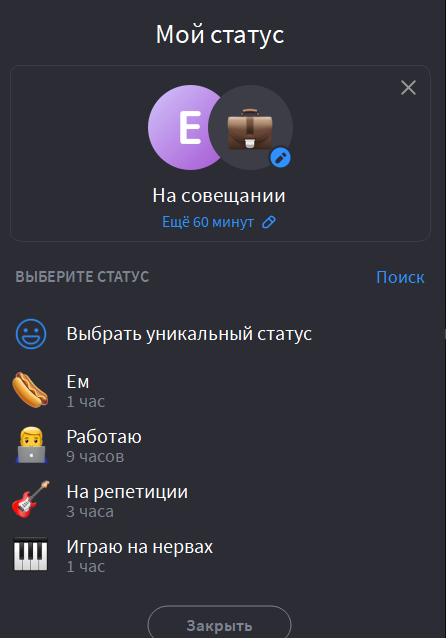 Мой статус
Е
На совещании
Ещё 60 минут
ВЫБЕРИТЕ СТАТУС
Поиск
Выбрать уникальный статус
Ем
1 час
Работаю
9 часов
На репетиции
3 часа
Играю на нервах
1 час
Закрыть